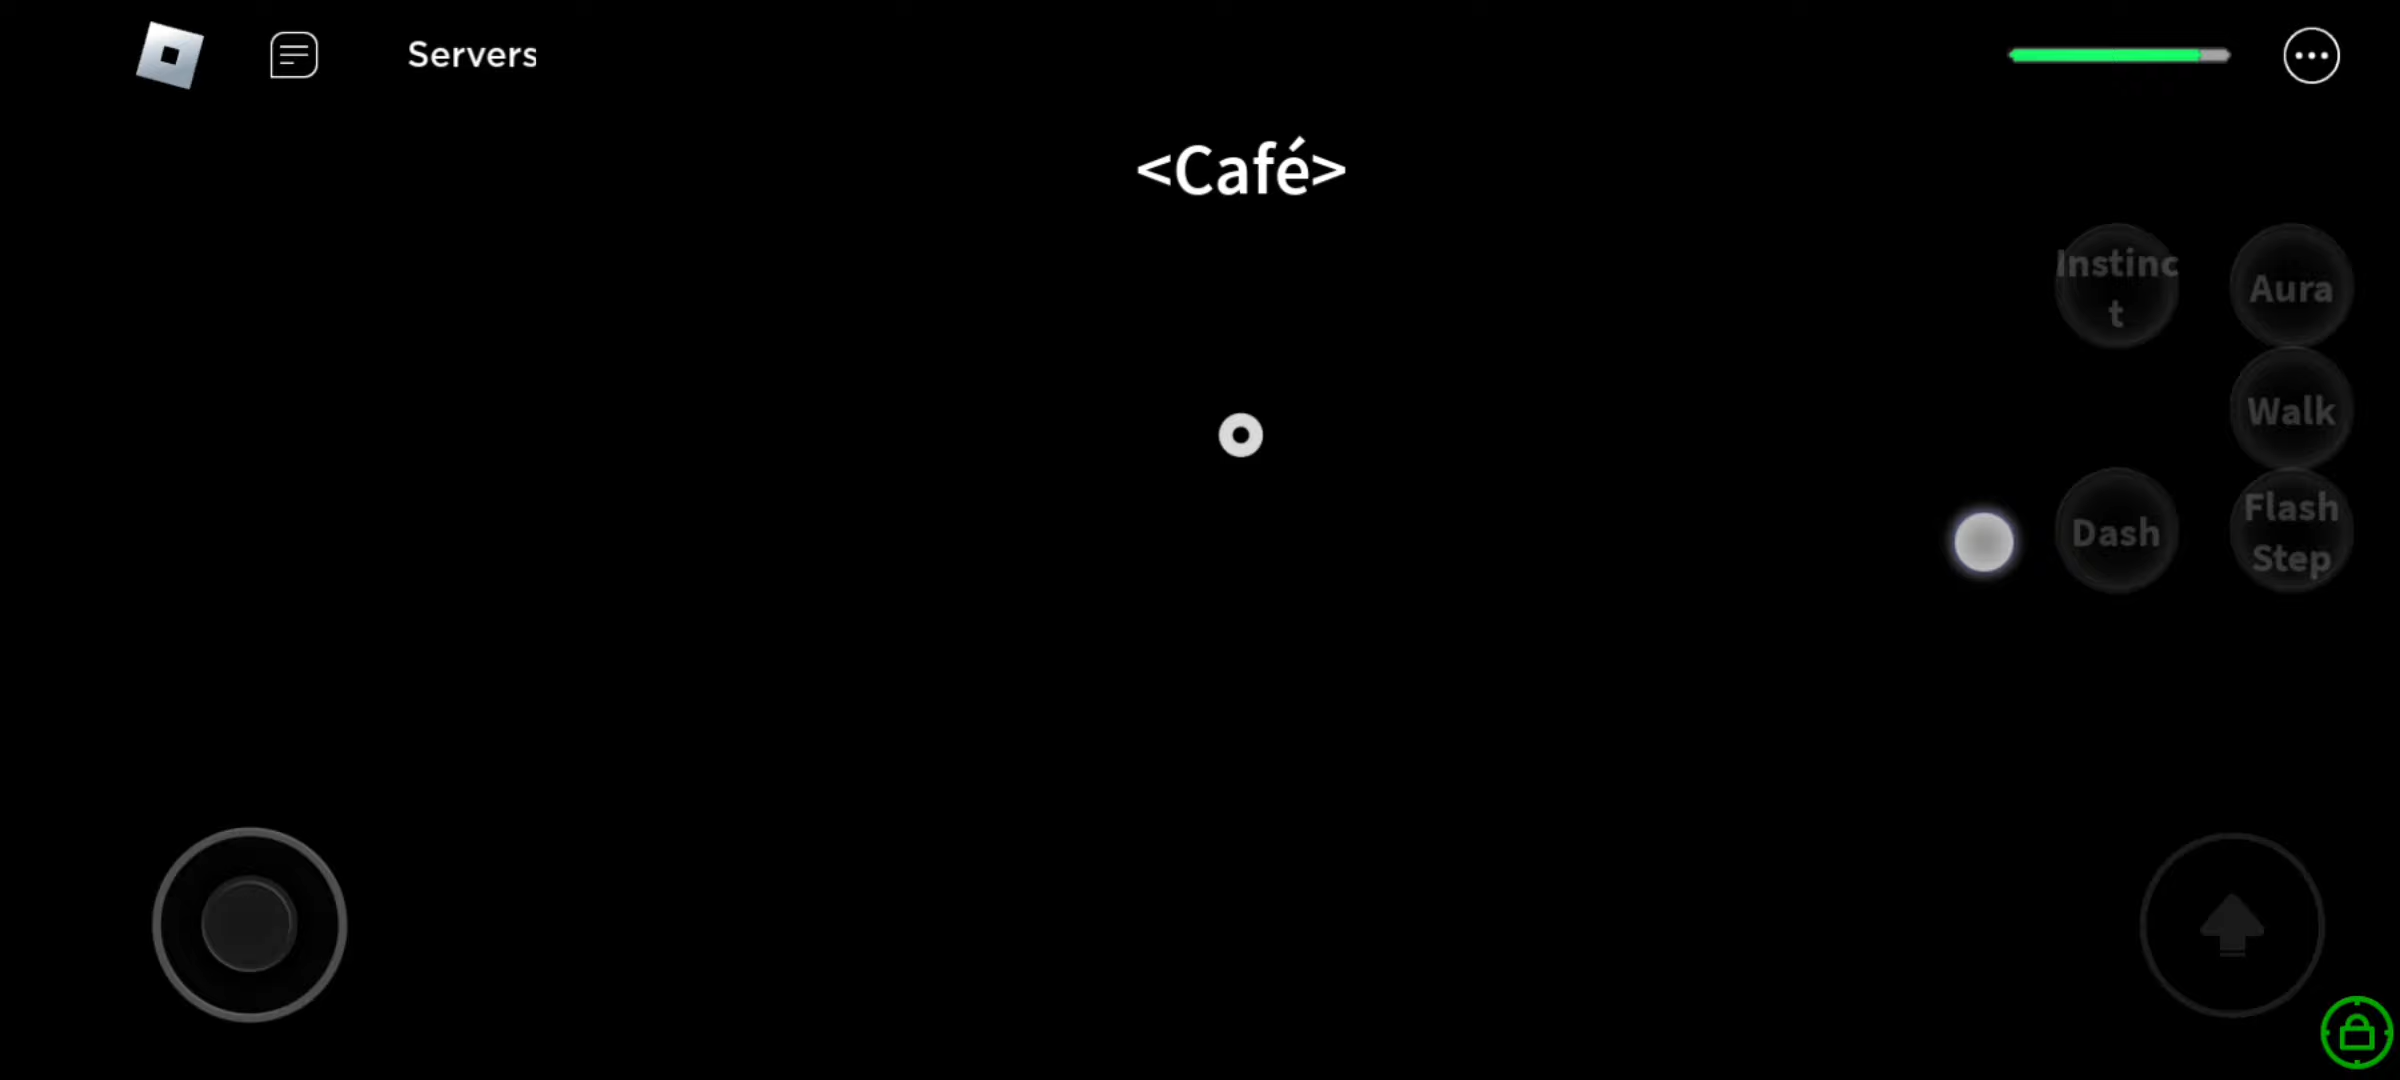 Servers
<Café>
Instinc
t
Aura
Walk
Dash
Flash
Step